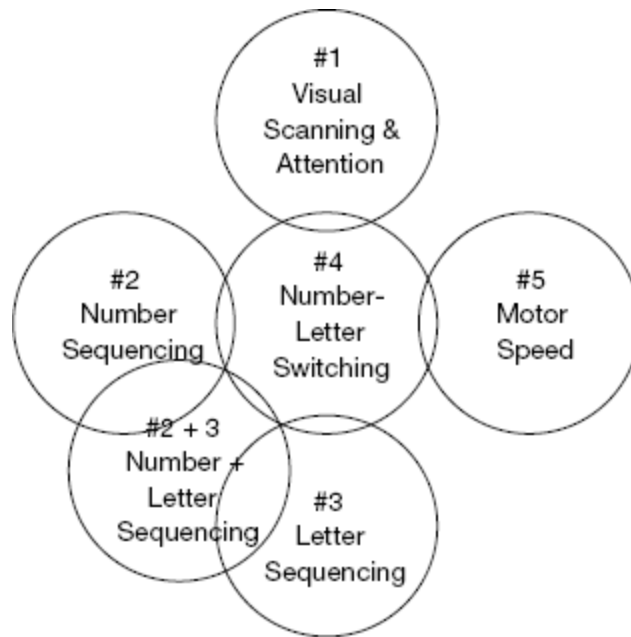 #1
Visual
Scanning &
Attention
#2
Number
Sequencing
#4
Number-
Letter
Switching
#5
Motor
Speed
#2 + 3
Number +
Letter
Sequencing
#3
Letter
Sequencing